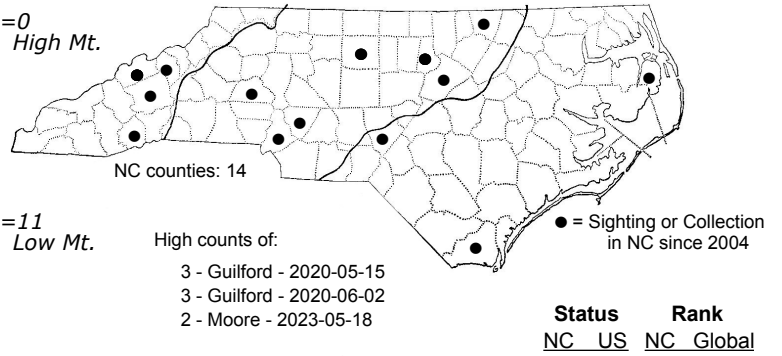 =0
High Mt.
NC counties: 14
=11
Low Mt.
High counts of:
3 - Guilford - 2020-05-15
3 - Guilford - 2020-06-02
2 - Moore - 2023-05-18
● = Sighting or Collection
in NC since 2004
Status Rank
NC US NC Global